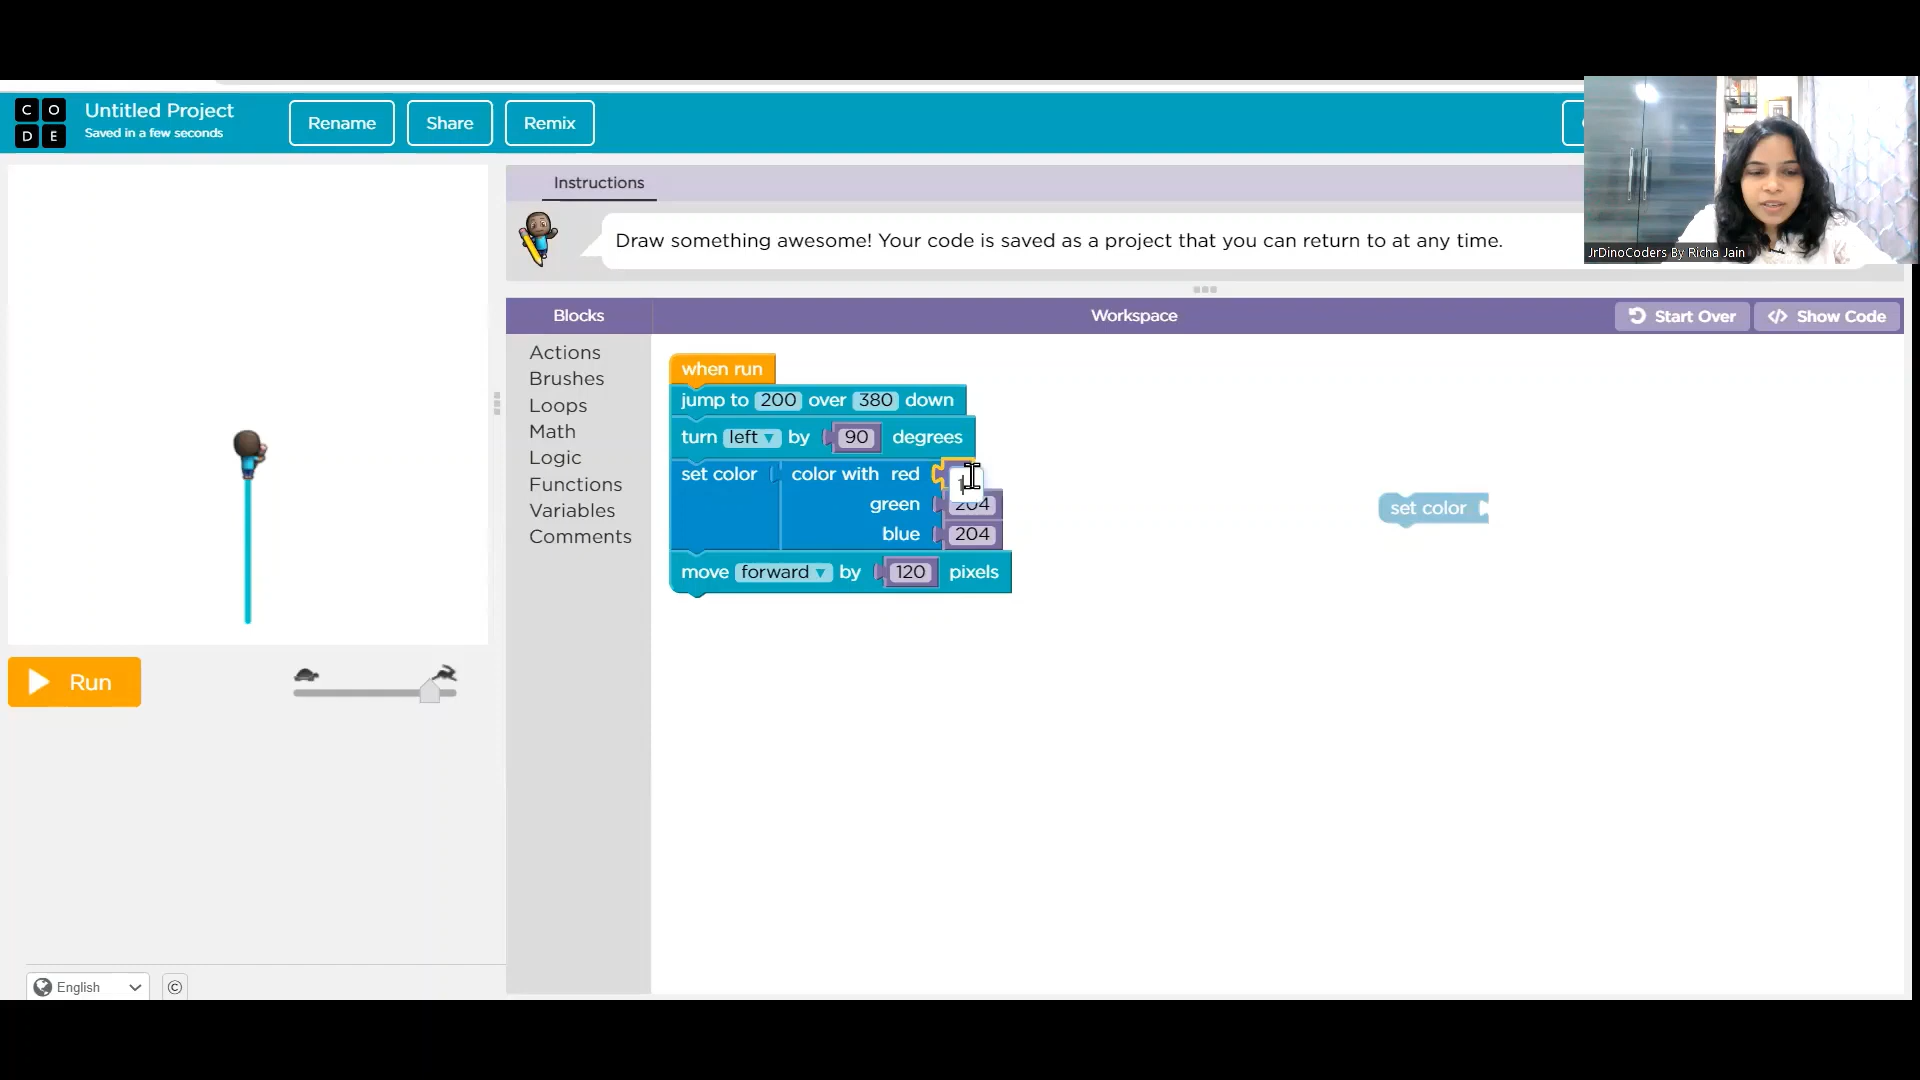 CODE
Untitled Project
Saved in a few seconds
Rename
Share
Remix
JrDinoCoders By Richa Jain
Instructions
Draw something awesome! Your code is saved as a project that you can return to at any time.
Blocks
Workspace
Start Over
</> Show Code
Actions
Brushes
Loops
Math
Logic
Functions
Variables
Comments
when run
jump to 200 over 380 down
turn left by 90 degrees
set color color with red
green 204
blue 204
move forward by 120 pixels
set color
Run
English
©